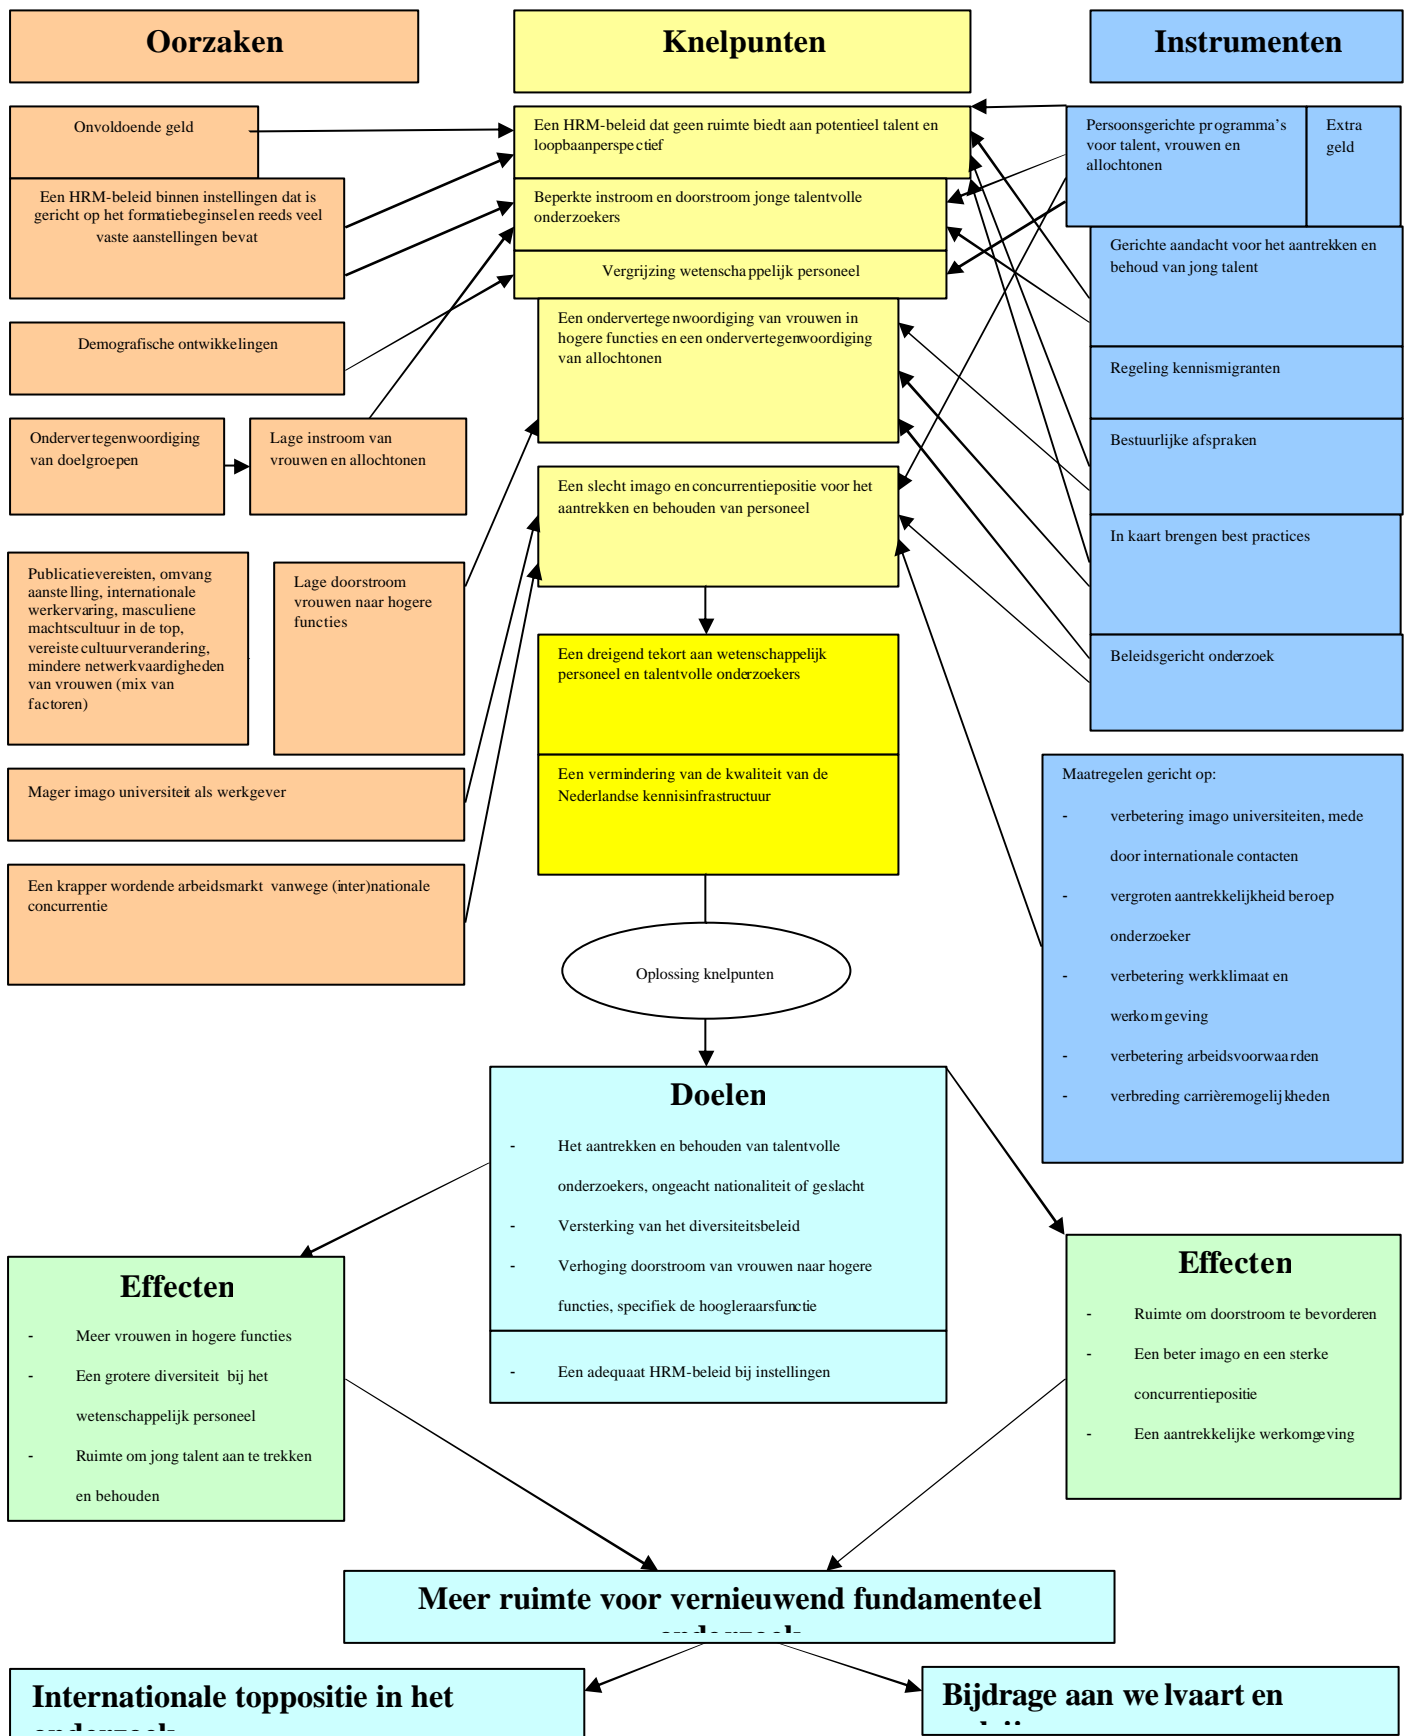 Oorzaken
Knelpunten
Instrumenten
Onvoldoende geld
Een HRM-beleid binnen instellingen dat is
gericht op het formatiebeginsel en reeds veel
vaste aanstellingen bevat
Demografische ontwikkelingen
Ondervertegenwoordiging
van doelgroepen
Lage instroom van
vrouwen en allochtonen
Publicatievereisten, omvang
aanstelling, internationale
werkervaring, masculiene
machtscultuur in de top,
vereiste cultuurverandering,
mindere netwerkvaardigheden
van vrouwen (mix van
factoren)
Lage doorstroom
vrouwen naar hogere
functies
Mager imago universiteit als werkgever
Een krapper wordende arbeidsmarkt vanwege (inter)nationale
concurrentie
Een HRM-beleid dat geen ruimte biedt aan potentieel talent en
loopbaanperspectief
Beperkte instroom en doorstroom jonge talentvolle
onderzoekers
Vergrijzing wetenschappelijk personeel
Een ondervertegenwoordiging van vrouwen in
hogere functies en een ondervertegenwoordiging
van allochtonen
Een slecht imago en concurrentiepositie voor het
aantrekken en behouden van personeel
Een dreigend tekort aan wetenschappelijk
personeel en talentvolle onderzoekers
Een vermindering van de kwaliteit van de
Nederlandse kennisinfrastructuur
Oplossing knelpunten
Persoonsgerichte programma's
voor talent, vrouwen en
allochtonen
Extra
geld
Gerichte aandacht voor het aantrekken en
behoud van jong talent
Regeling kennismigranten
Bestuurlijke afspraken
In kaart brengen best practices
Beleidsgericht onderzoek
Maatregelen gericht op:
- verbetering imago universiteiten, mede
door internationale contacten
- vergroten aantrekkelijkheid beroep
onderzoeker
- verbetering werkklimaat en
werkomgeving
- verbetering arbeidsvoorwaarden
- verbreding carrièremogelijkheden
Doelen
- Het aantrekken en behouden van talentvolle
onderzoekers, ongeacht nationaliteit of geslacht
- Versterking van het diversiteitsbeleid
- Verhoging doorstroom van vrouwen naar hogere
functies, specifiek de hoogleraarsfunctie
- Een adequaat HRM-beleid bij instellingen
Effecten
- Meer vrouwen in hogere functies
- Een grotere diversiteit bij het
wetenschappelijk personeel
- Ruimte om jong talent aan te trekken
en behouden
Effecten
- Ruimte om doorstroom te bevorderen
- Een beter imago en een sterke
concurrentiepositie
- Een aantrekkelijke werkomgeving
Meer ruimte voor vernieuwend fundamenteel
onderzoek
Internationale toppositie in het
onderzoek
Bijdrage aan welvaart en